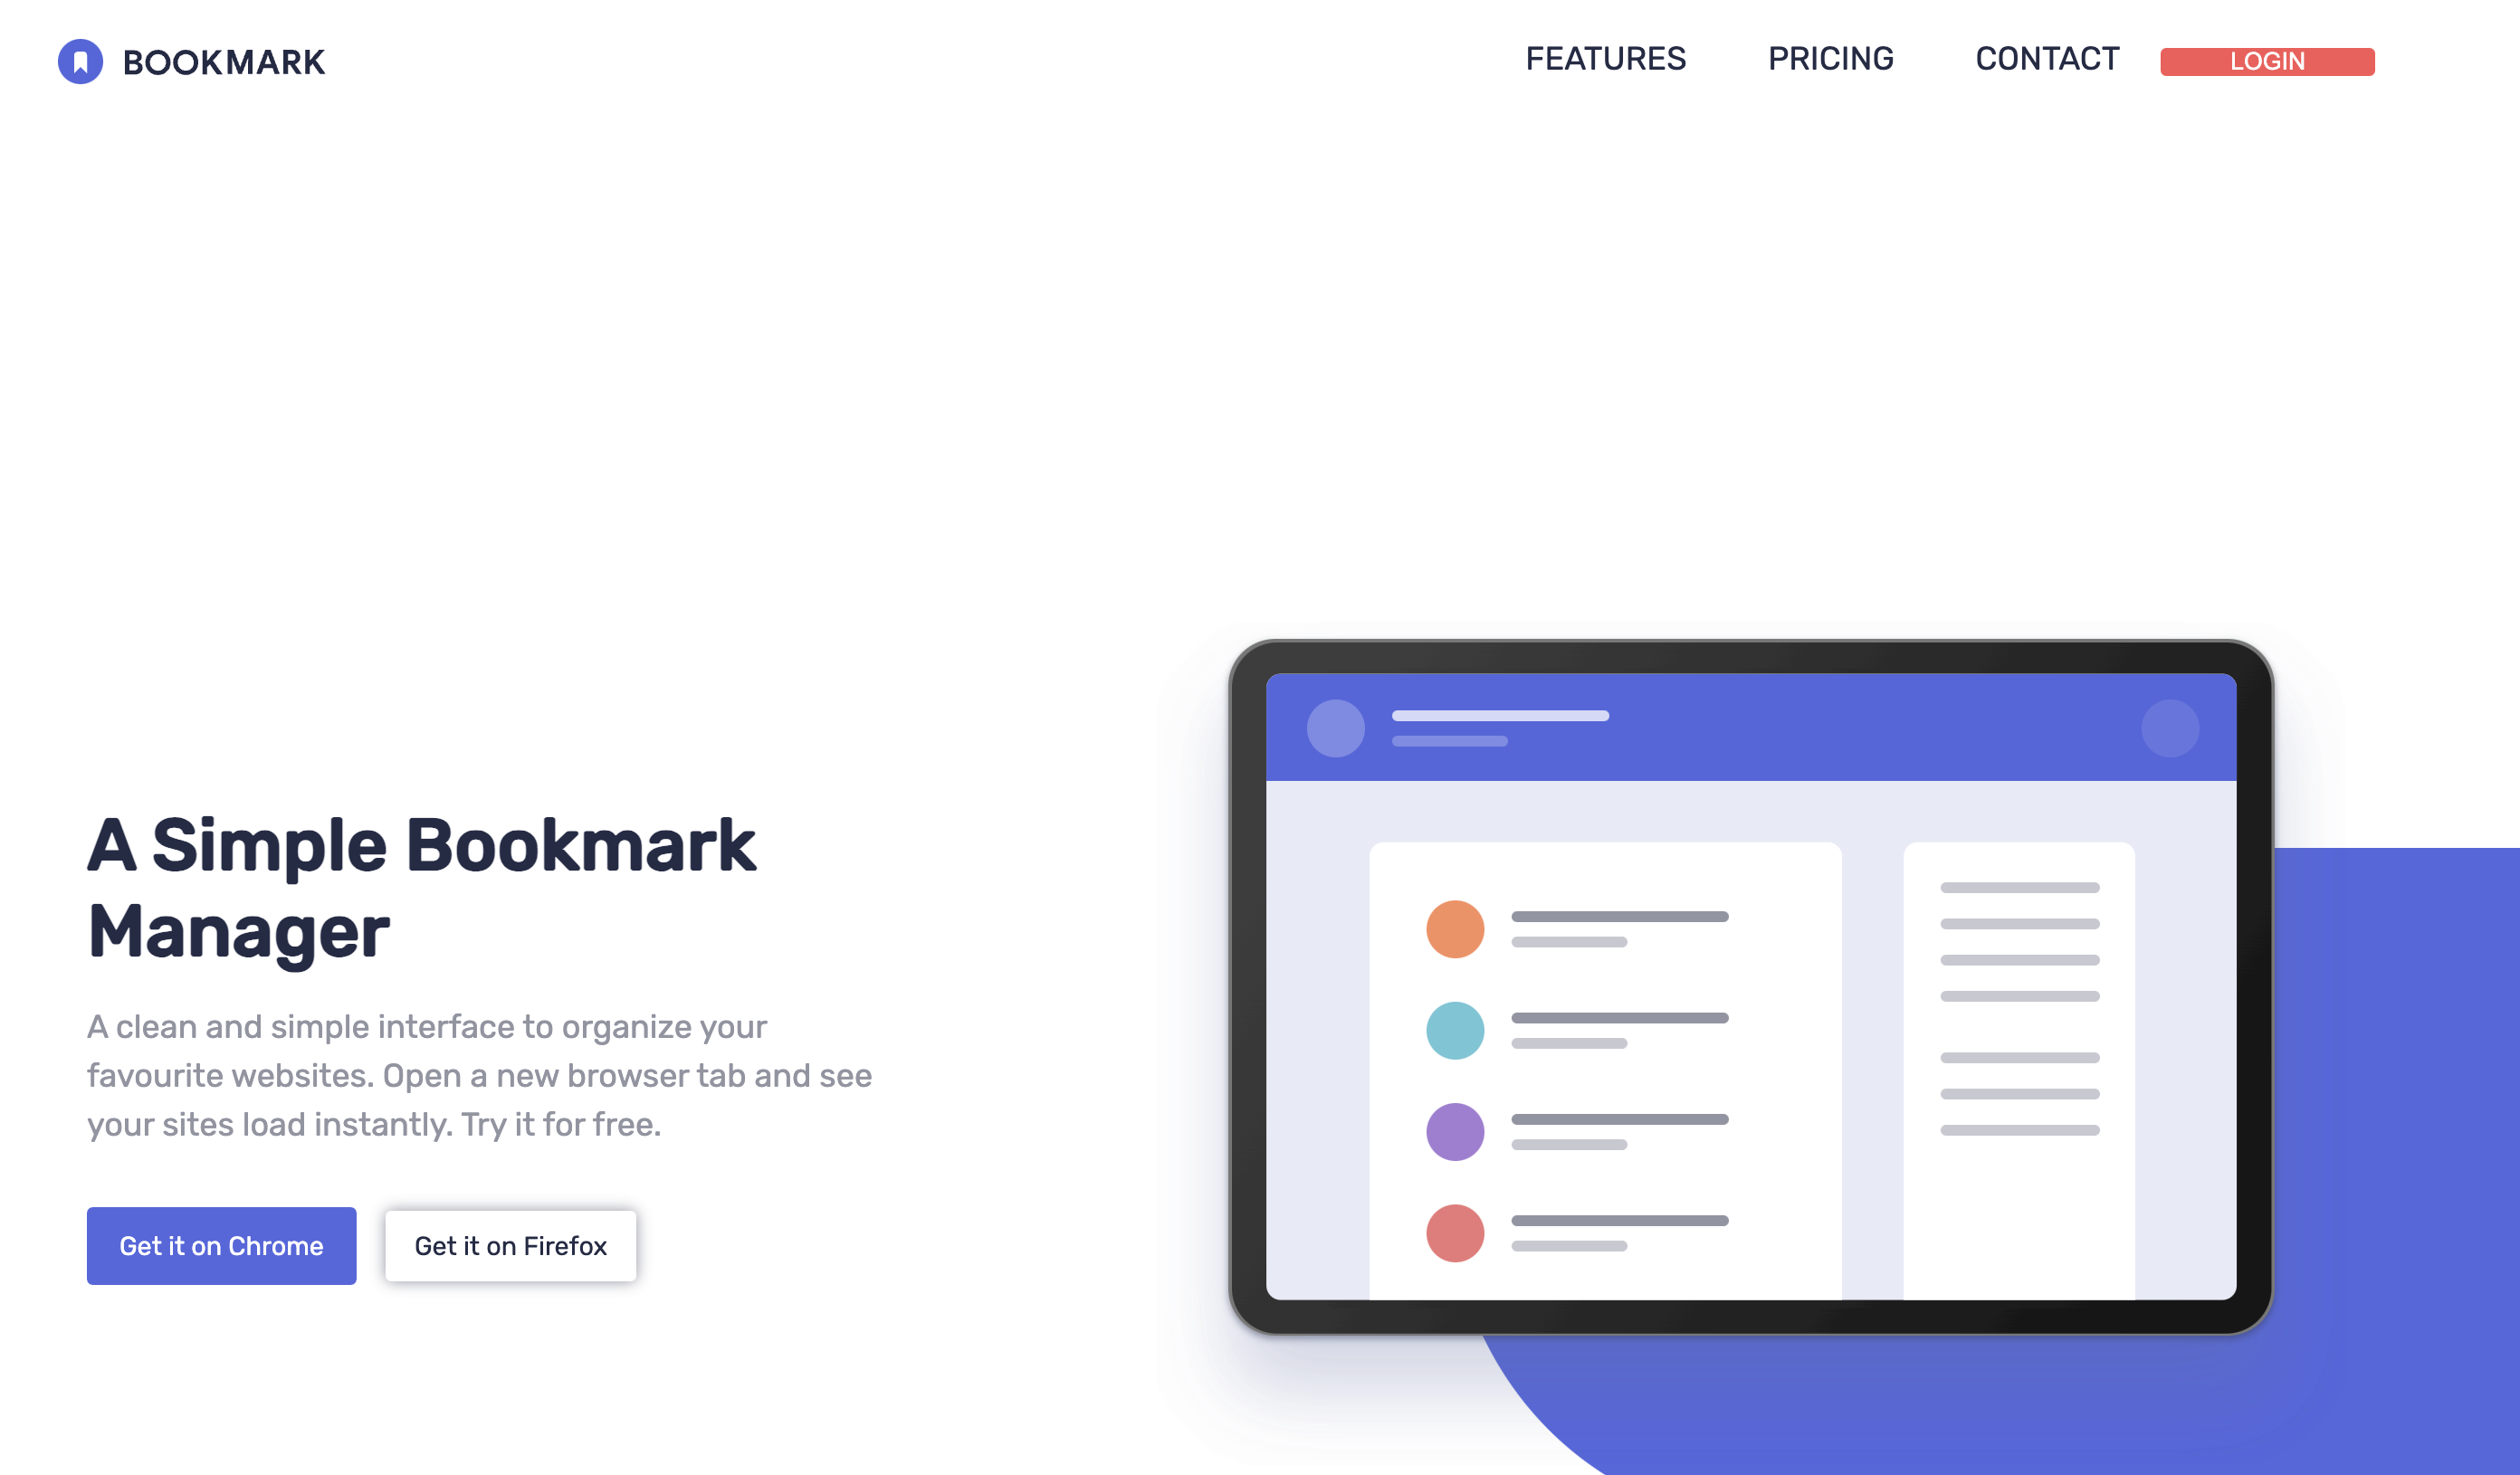 BOOKMARK
FEATURES PRICING CONTACT LOGIN
A Simple Bookmark
Manager
A clean and simple interface to organize your
favourite websites. Open a new browser tab and see
your sites load instantly. Try it for free.
Get it on Chrome Get it on Firefox